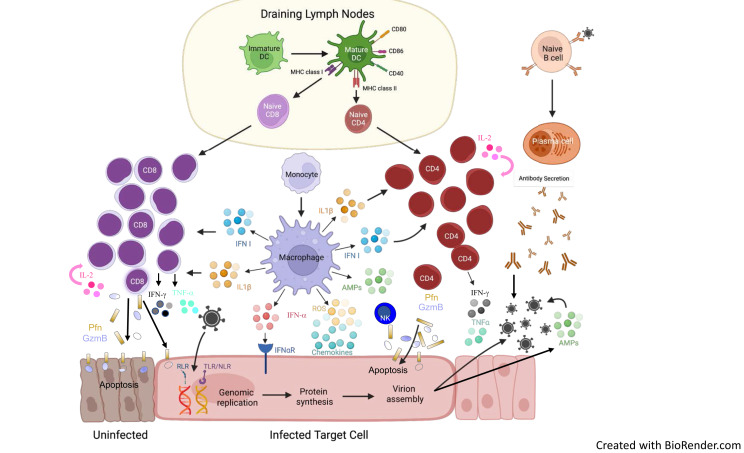 Draining Lymph Nodes
Immature
DC
Mature
DC
CD80
CD86
CD40
MHC class I
MHC class II
Naive
CD8
Naive
CD4
Naive
B cell
Plasma cell
Antibody Secretion
IL-2
CD8
CD8
CD8
Monocyte
Macrophage
IL1β
IFN I
IFN I
IL1β
AMPs
IFN-α
ROS
Chemokines
CD4
CD4
CD4
CD4
IL-2
IFN-γ
TNF-α
Pfn
GzmB
NK
Pfn
GzmB
IFN-γ
TNFα
AMPs
IFNαR
Apoptosis
RLR
TLR/NLR
Genomic
replication
Protein
synthesis
Virion
assembly
Apoptosis
Uninfected
Infected Target Cell
Created with BioRender.com